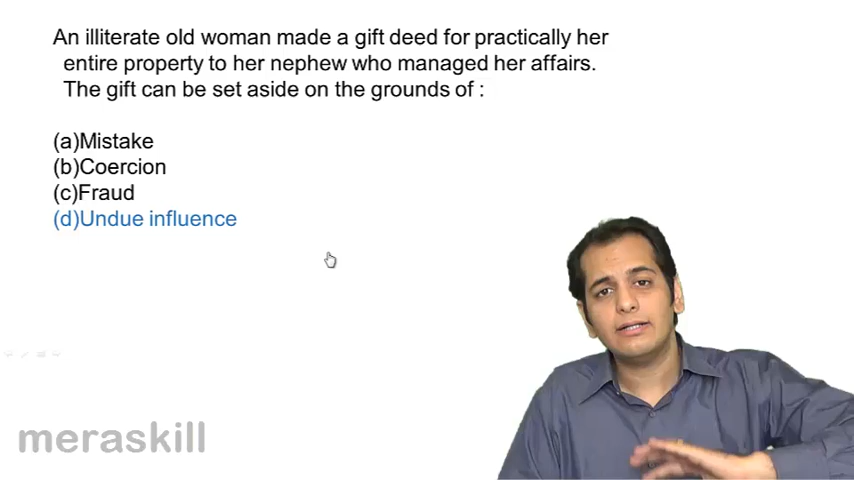 An illiterate old woman made a gift deed for practically her
entire property to her nephew who managed her affairs.
The gift can be set aside on the grounds of :
(a)Mistake
(b)Coercion
(c)Fraud
(d)Undue influence
meraskill